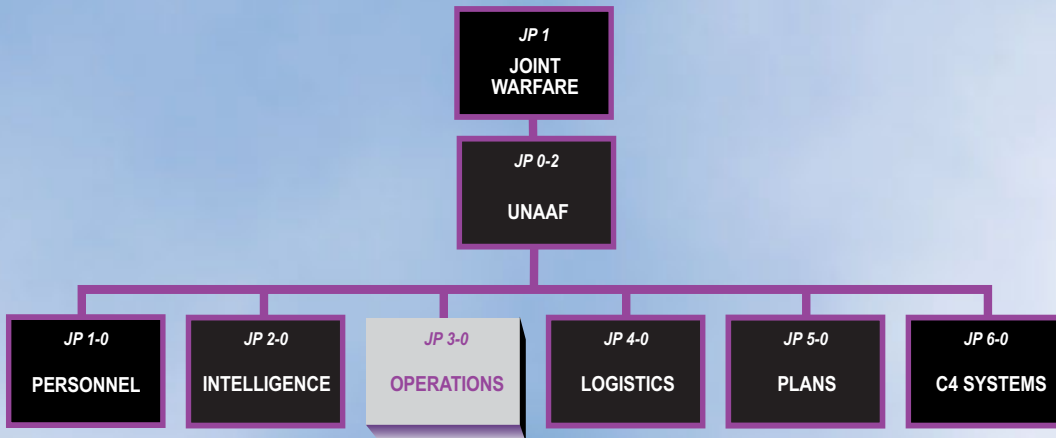 JP 1
JOINT
WARFARE
JP 0-2
UNAAF
JP 1-0
PERSONNEL
JP 2-0
INTELLIGENCE
JP 3-0
OPERATIONS
JP 4-0
LOGISTICS
JP 5-0
PLANS
JP 6-0
C4 SYSTEMS